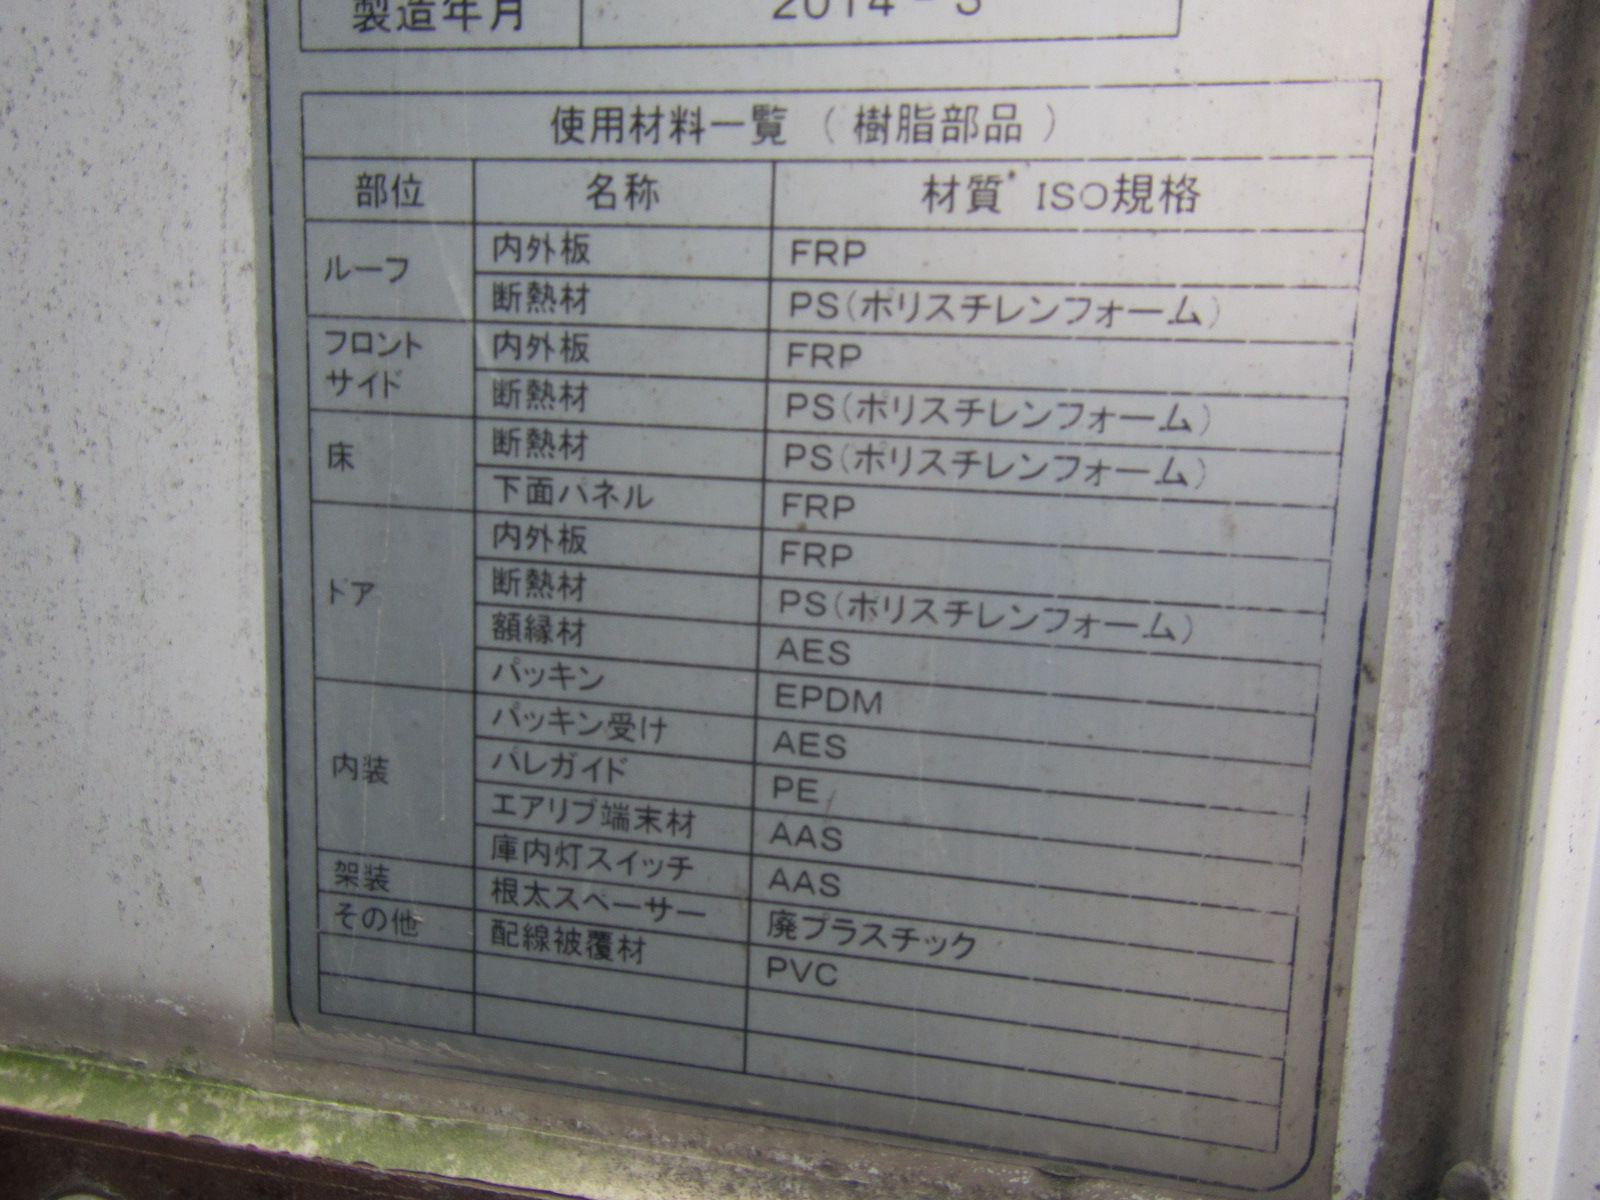 製造年月 2014-3
使用材料一覧（樹脂部品）
部位 名称 材質* ISO規格
ルーフ 内外板 FRP
断熱材 PS(ポリスチレンフォーム)
フロント
サイド 内外板 FRP
断熱材 PS(ポリスチレンフォーム)
床 断熱材 PS(ポリスチレンフォーム)
下面パネル FRP
ドア 内外板 FRP
断熱材 PS(ポリスチレンフォーム)
額縁材 AES
パッキン EPDM
内装 パッキン受け AES
パレガイド PE
エアリブ端末材 AAS
庫内灯スイッチ AAS
架装 根太スペーサー 廃プラスチック
その他 配線被覆材 PVC